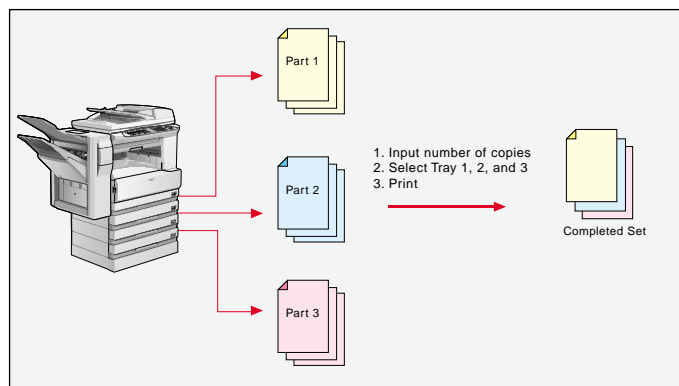 Part 1
Part 2
Part 3
1. Input number of copies
2. Select Tray 1, 2, and 3
3. Print
Completed Set